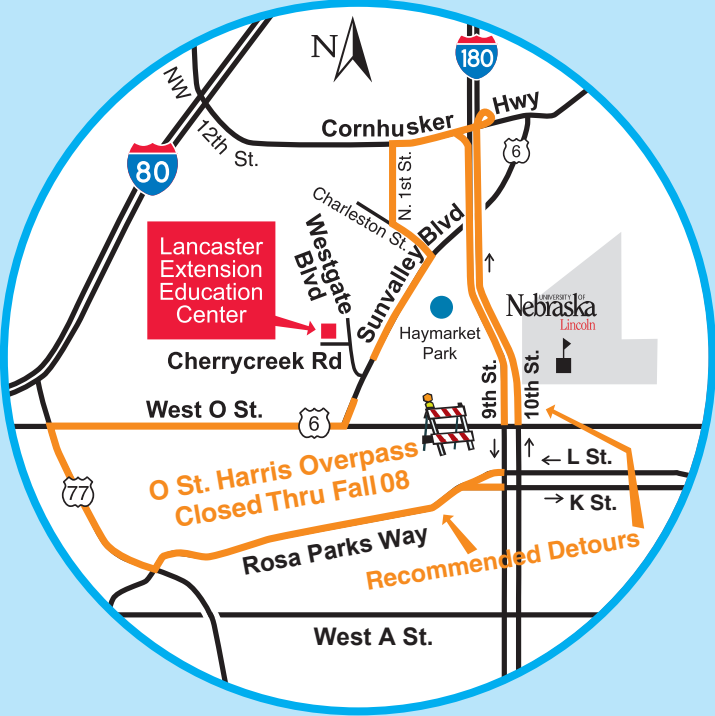 N
180
NW
12th St.
Cornhusker
Hwy
6
80
N. 1st St.
Charleston St.
Sunvalley Blvd
Westgate
Blvd
Lancaster
Extension
Education
Center
UNIVERSITY OF
Nebraska
Lincoln
Haymarket
Park
Cherrycreek Rd
9th St.
10th St.
West O St.
6
O St. Harris Overpass
Closed Thru Fall 08
L St.
77
K St.
Rosa Parks Way
Recommended Detours
West A St.